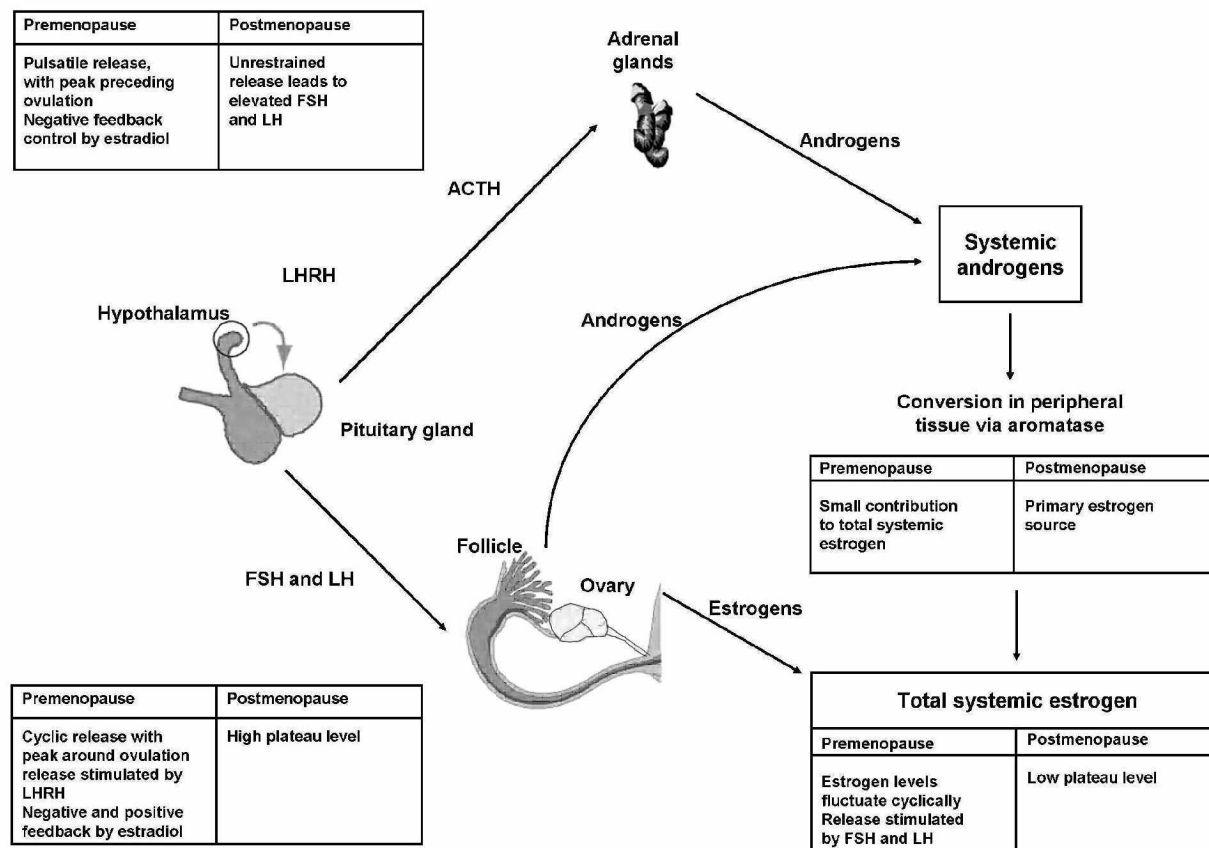 Premenopause
Postmenopause
Pulsatile release,
with peak preceding
ovulation
Negative feedback
control by estradiol
Unrestrained
release leads to
elevated FSH
and LH
Adrenal
glands
Androgens
ACTH
Systemic
androgens
LHRH
Hypothalamus
Androgens
Pituitary gland
Conversion in peripheral
tissue via aromatase
Premenopause
Postmenopause
Small contribution
to total systemic
estrogen
Primary estrogen
source
Follicle
FSH and LH
Ovary
Estrogens
Premenopause
Postmenopause
Cyclic release with
peak around ovulation
release stimulated by
LHRH
Negative and positive
feedback by estradiol
High plateau level
Total systemic estrogen
Premenopause
Postmenopause
Estrogen levels
fluctuate cyclically
Release stimulated
by FSH and LH
Low plateau level